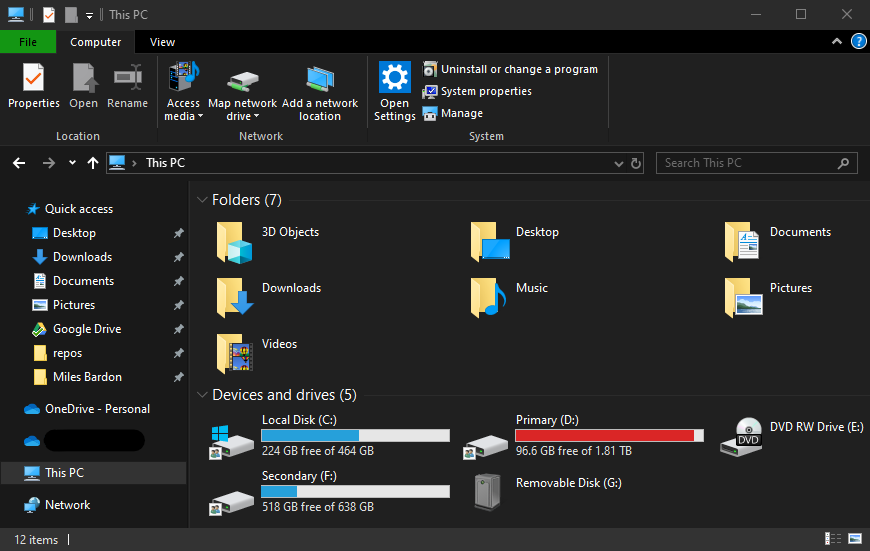 This PC
File Computer View
Properties Open Rename Access media Map network drive Add a network location Open Settings Uninstall or change a program
System properties
Manage
Location Network System
This PC Search This PC
Quick access
Desktop
Downloads
Documents
Pictures
Google Drive
repos
Miles Bardon
OneDrive - Personal
This PC
Network
Folders (7)
3D Objects Desktop Documents
Downloads Music Pictures
Videos
Devices and drives (5)
Local Disk (C:) Primary (D:) DVD RW Drive (E:)
DVD
224 GB free of 464 GB 96.6 GB free of 1.81 TB
Secondary (F:) Removable Disk (G:)
518 GB free of 638 GB
12 items